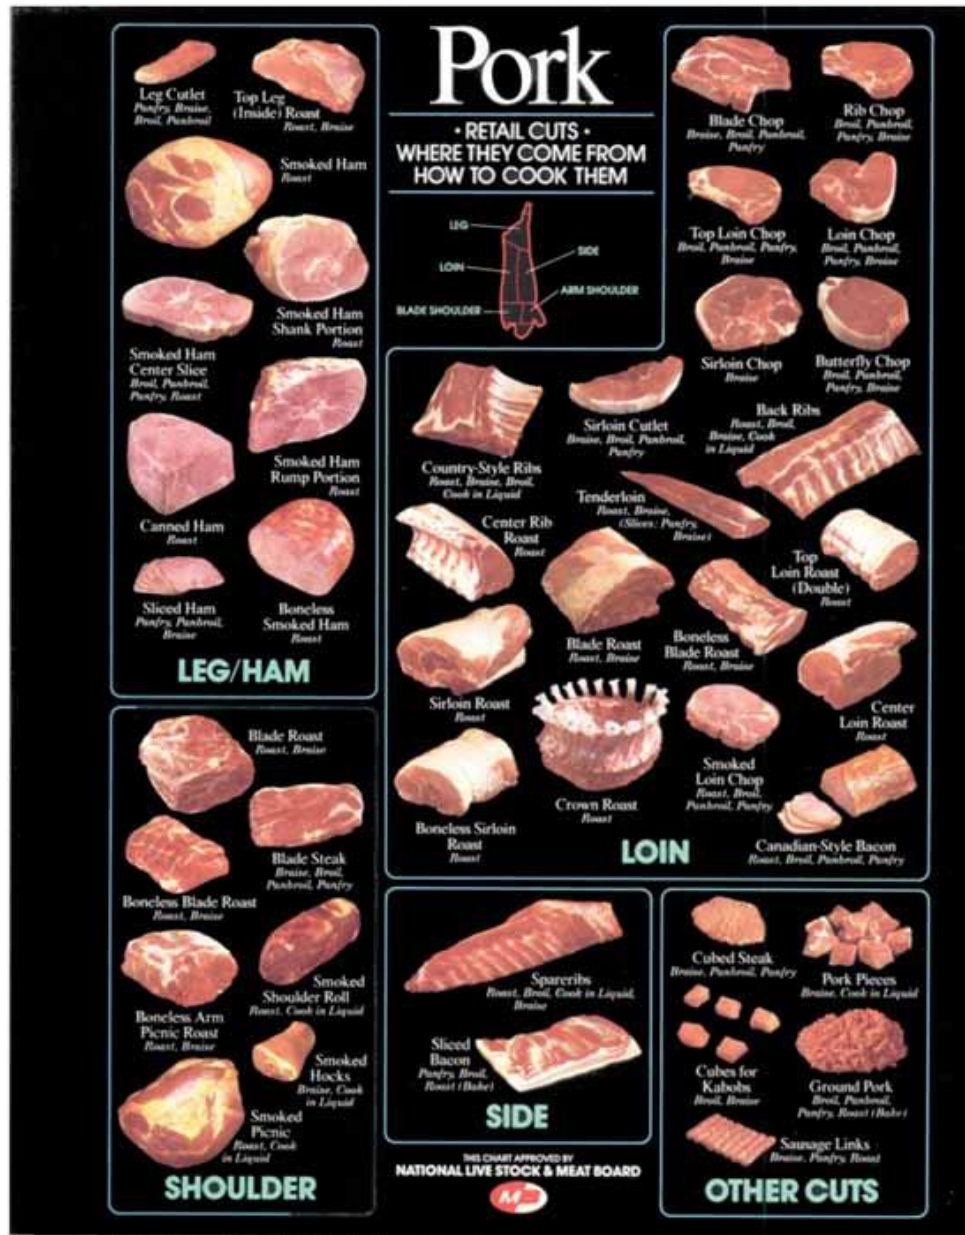 Pork
• RETAIL CUTS •
WHERE THEY COME FROM
HOW TO COOK THEM
LEG
LOIN
SIDE
ARM SHOULDER
BLADE SHOULDER
Leg Cutlet
Panfry, Braise,
Broil, Panbroil
Top Leg
(Inside) Roast
Roast, Braise
Smoked Ham
Roast
Smoked Ham
Shank Portion
Roast
Smoked Ham
Center Slice
Broil, Panbroil,
Panfry, Roast
Smoked Ham
Rump Portion
Roast
Canned Ham
Roast
Sliced Ham
Panfry, Panbroil,
Braise
Boneless
Smoked Ham
Roast
LEG/HAM
Blade Chop
Braise, Broil, Panbroil,
Panfry
Rib Chop
Broil, Panbroil,
Panfry, Braise
Top Loin Chop
Broil, Panbroil, Panfry,
Braise
Loin Chop
Broil, Panbroil,
Panfry, Braise
Sirloin Chop
Braise
Butterfly Chop
Broil, Panbroil,
Panfry, Braise
Country-Style Ribs
Roast, Braise, Broil,
Cook in Liquid
Sirloin Cutlet
Braise, Broil, Panbroil,
Panfry
Back Ribs
Roast, Broil,
Braise, Cook
in Liquid
Tenderloin
Roast, Braise,
(Slices: Panfry,
Braise)
Center Rib
Roast
Roast
Top
Loin Roast
(Double)
Roast
Blade Roast
Roast, Braise
Boneless
Blade Roast
Roast, Braise
Sirloin Roast
Roast
Center
Loin Roast
Roast
Boneless Sirloin
Roast
Roast
Crown Roast
Roast
Smoked
Loin Chop
Roast, Broil,
Panbroil, Panfry
Canadian-Style Bacon
Roast, Broil, Panbroil, Panfry
LOIN
Blade Roast
Roast, Braise
Blade Steak
Braise, Broil,
Panbroil, Panfry
Boneless Blade Roast
Roast, Braise
Smoked
Shoulder Roll
Roast, Cook in Liquid
Boneless Arm
Picnic Roast
Roast, Braise
Smoked
Hocks
Braise, Cook
in Liquid
Smoked
Picnic
Roast, Cook
in Liquid
SHOULDER
Spareribs
Roast, Broil, Cook in Liquid,
Braise
Sliced
Bacon
Panfry, Broil,
Roast (Bake)
SIDE
Cubed Steak
Braise, Panbroil, Panfry
Pork Pieces
Braise, Cook in Liquid
Cubes for
Kabobs
Broil, Braise
Ground Pork
Broil, Panbroil,
Panfry, Roast (Bake)
Sausage Links
Braise, Panfry, Roast
OTHER CUTS
THIS CHART APPROVED BY
NATIONAL LIVE STOCK & MEAT BOARD